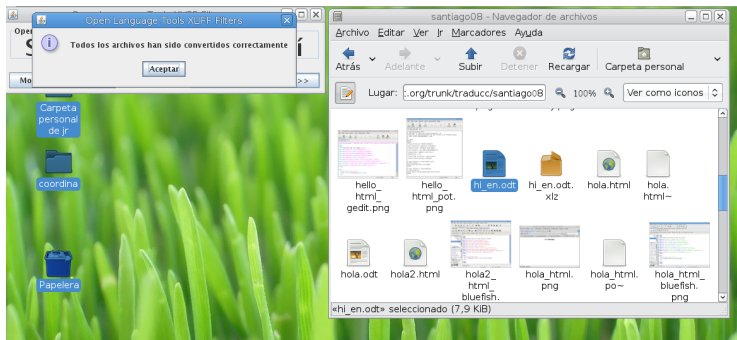 Open Language Tools XLIFF Filters
Todos los archivos han sido convertidos correctamente
Aceptar
>>
Carpeta
personal
de jr
coordina
Papelera
santiago08 - Navegador de archivos
Archivo Editar Ver Ir Marcadores Ayuda
Atrás Adelante Subir Detener Recargar Carpeta personal
Lugar: :.org/trunk/traducc/santiago08 100% Ver como iconos
hello_
html_
gedit.png
hello_
html_pot.
png
hi_en.odt
hi_en.odt.
xlz
hola.html
hola.
html~
hola.odt
hola2.html
hola2_
html_
bluefish.
hola_html.
png
hola_html.
po~
hola_html_
bluefish.
png
«hi_en.odt» seleccionado (7,9 KiB)